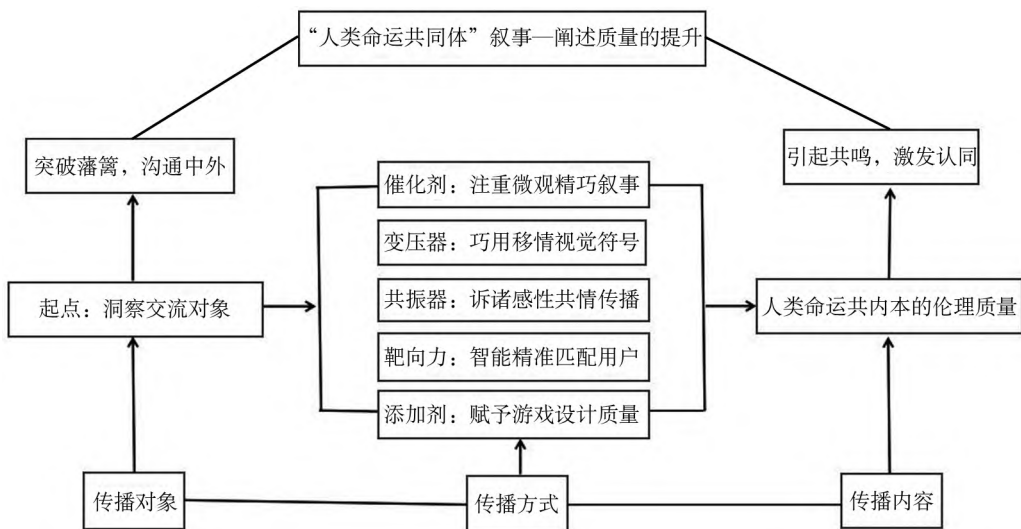 “人类命运共同体”叙事—阐述质量的提升
突破藩篱，沟通中外
引起共鸣，激发认同
催化剂：注重微观精巧叙事
变压器：巧用移情视觉符号
起点：洞察交流对象
共振器：诉诸感性共情传播
人类命运共内本的伦理质量
靶向力：智能精准匹配用户
添加剂：赋予游戏设计质量
传播对象
传播方式
传播内容